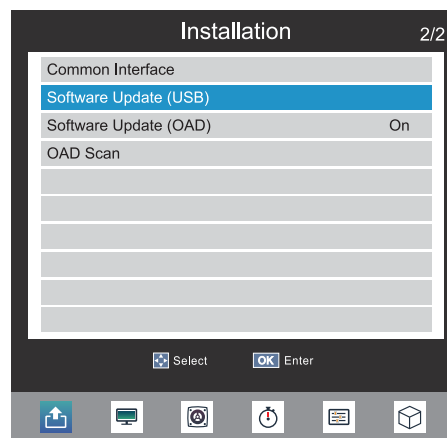 Installation 2/2
Common Interface
Software Update (USB)
Software Update (OAD) On
OAD Scan
Select OK Enter